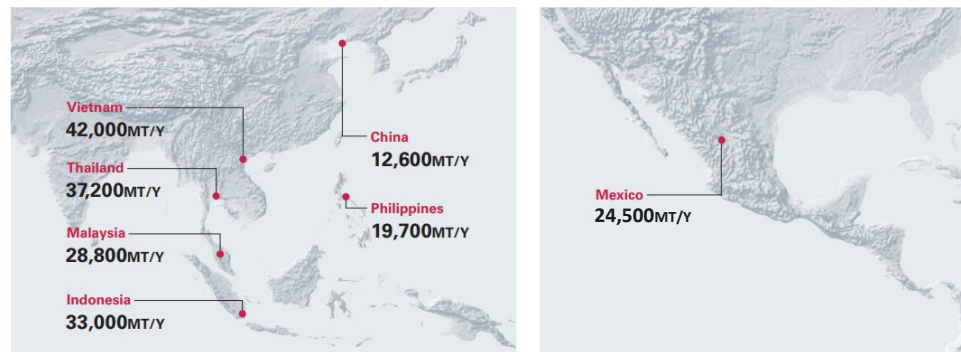 Vietnam
42,000MT/Y
Thailand
37,200MT/Y
Malaysia
28,800MT/Y
Indonesia
33,000MT/Y
China
12,600MT/Y
Philippines
19,700MT/Y
Mexico
24,500MT/Y